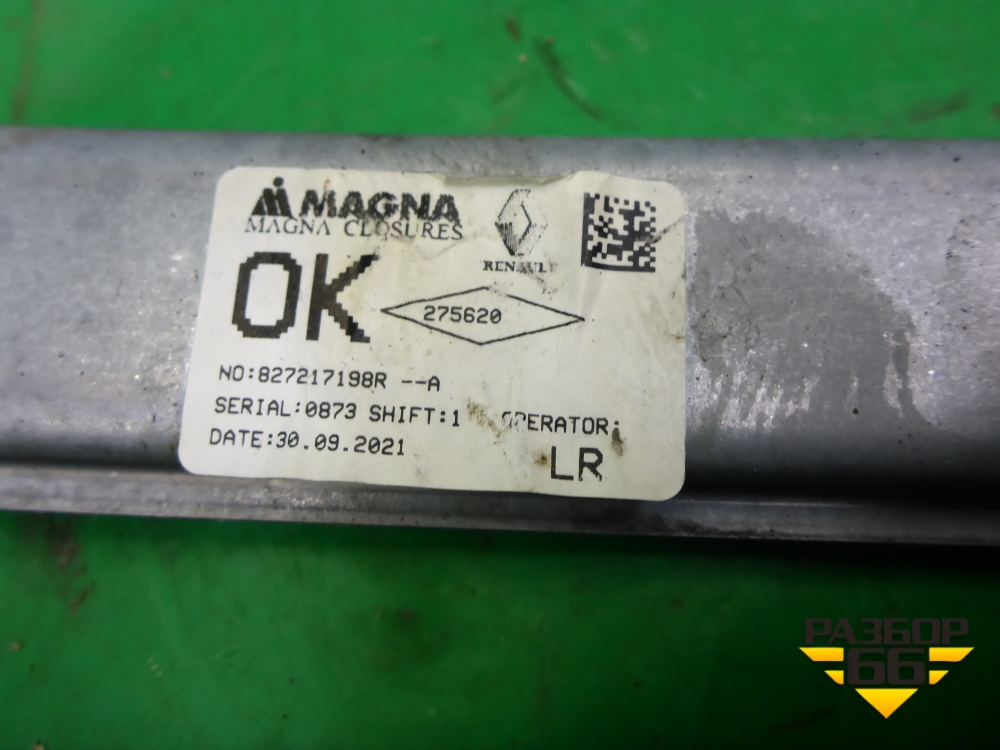 MAGNA
MAGNA CLOSURES
RENAULT
OK
275620
NO:827217198R --A
SERIAL:0873 SHIFT:1 OPERATOR:
DATE:30.09.2021
LR
РАЗБОР
66